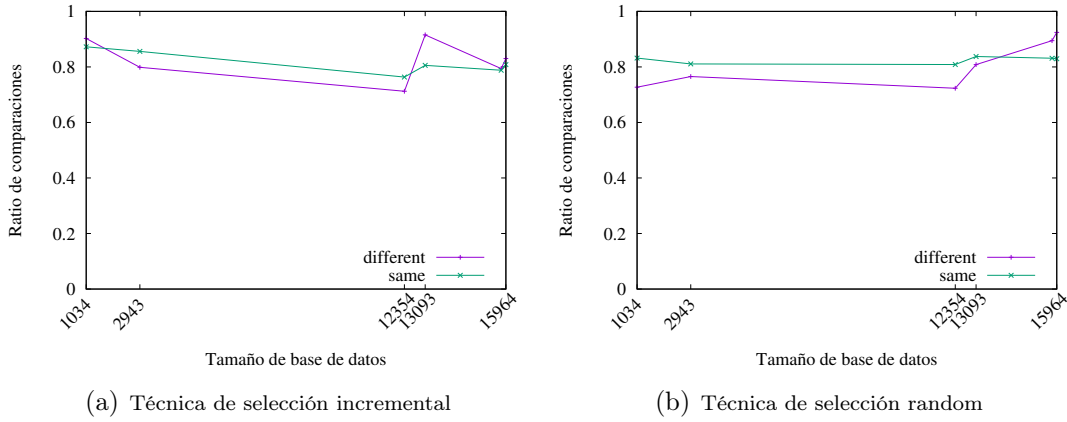 Ratio de comparaciones
1
0.8
0.6
0.4
0.2
0
different
same
1034
2943
12354
13093
15964
Tamaño de base de datos
(a) Técnica de selección incremental
Ratio de comparaciones
1
0.8
0.6
0.4
0.2
0
different
same
1034
2943
12354
13093
15964
Tamaño de base de datos
(b) Técnica de selección random